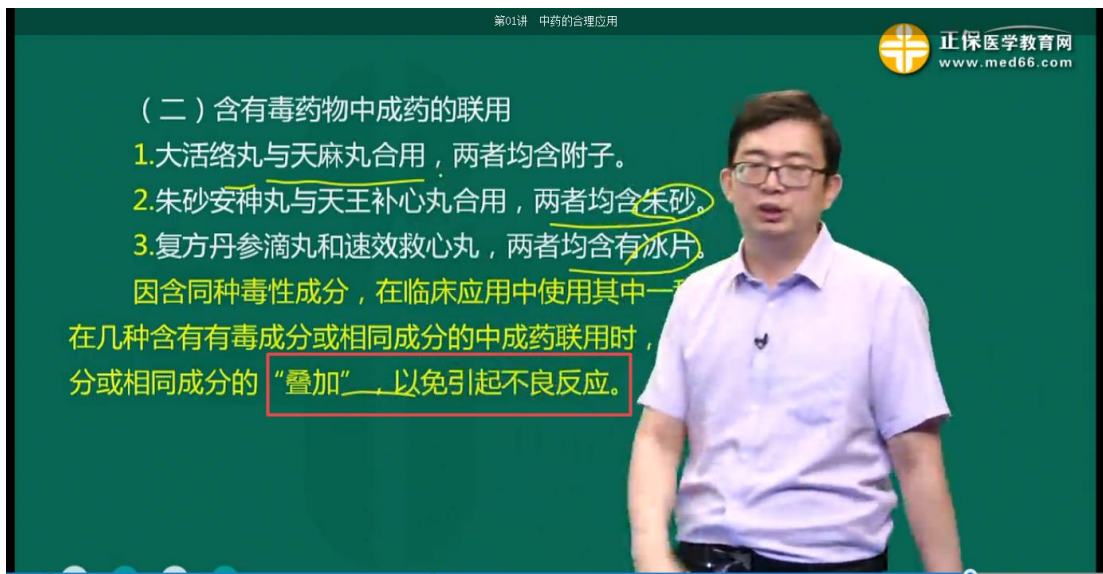 第01讲 中药的合理应用
正保医学教育网
www.med66.com
（二）含有毒药物中成药的联用
1.大活络丸与天麻丸合用，两者均含附子。
2.朱砂安神丸与天王补心丸合用，两者均含朱砂。
3.复方丹参滴丸和速效救心丸，两者均含有冰片。
因含同种毒性成分，在临床应用中使用其中一
在几种含有有毒成分或相同成分的中成药联用时，
分或相同成分的“叠加”，以免引起不良反应。